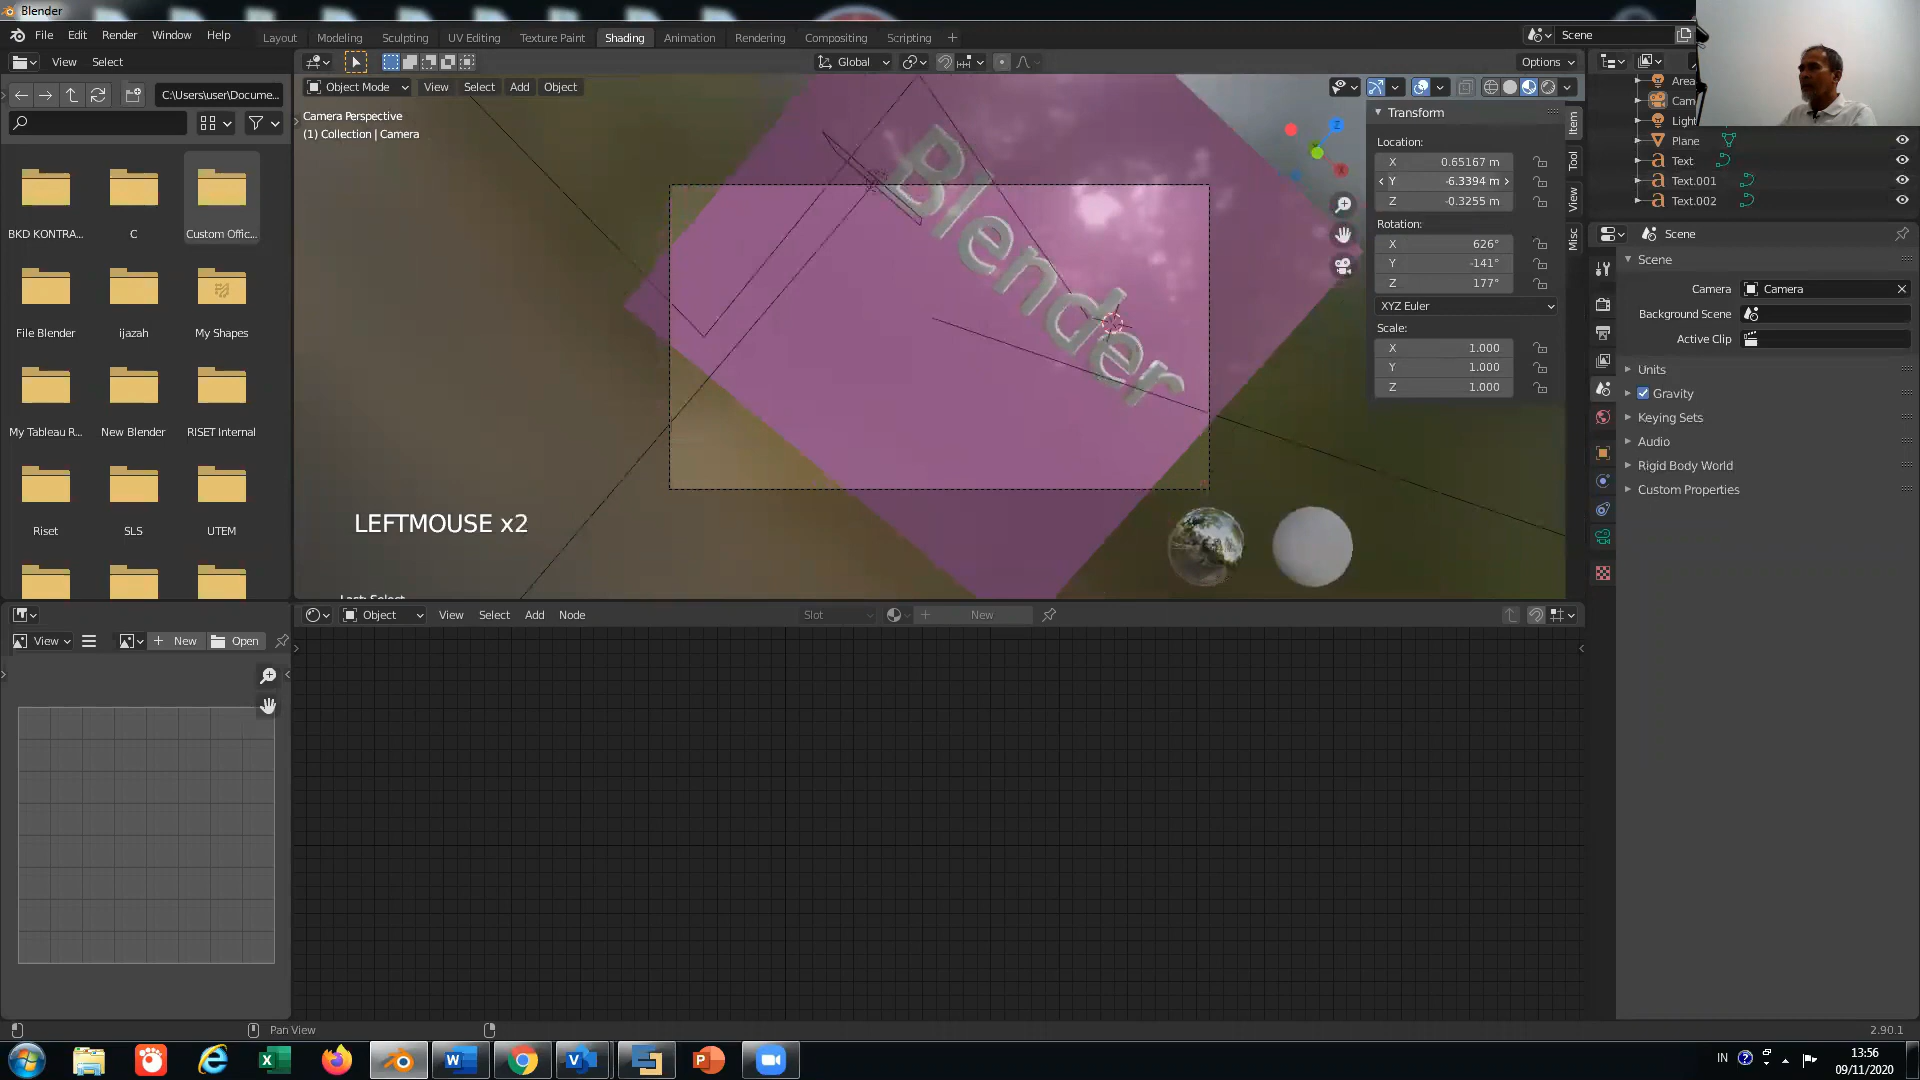 Blender
File Edit Render Window Help
Layout Modeling Sculpting UV Editing Texture Paint Shading Animation Rendering Compositing Scripting
Scene
View Select
Global
Options
C:\Users\user\Docume...
Object Mode View Select Add Object
Camera Perspective
(1) Collection | Camera
BKD KONTRA... C Custom Offic...
File Blender ijazah My Shapes
My Tableau R... New Blender RISET Internal
Riset SLS UTEM
Blender
LEFTMOUSE x2
Transform
Location:
X 0.65167 m
Y -6.3394 m
Z -0.3255 m
Rotation:
X 626°
Y -141°
Z 177°
XYZ Euler
Scale:
X 1.000
Y 1.000
Z 1.000
Item
Tool
View
Misc
Area
Cam
Light
Plane
Text
Text.001
Text.002
Scene
Scene
Camera Camera
Background Scene
Active Clip
Units
Gravity
Keying Sets
Audio
Rigid Body World
Custom Properties
View New Open
Object View Select Add Node Slot New
Pan View
2.90.1
IN
13:56
09/11/2020